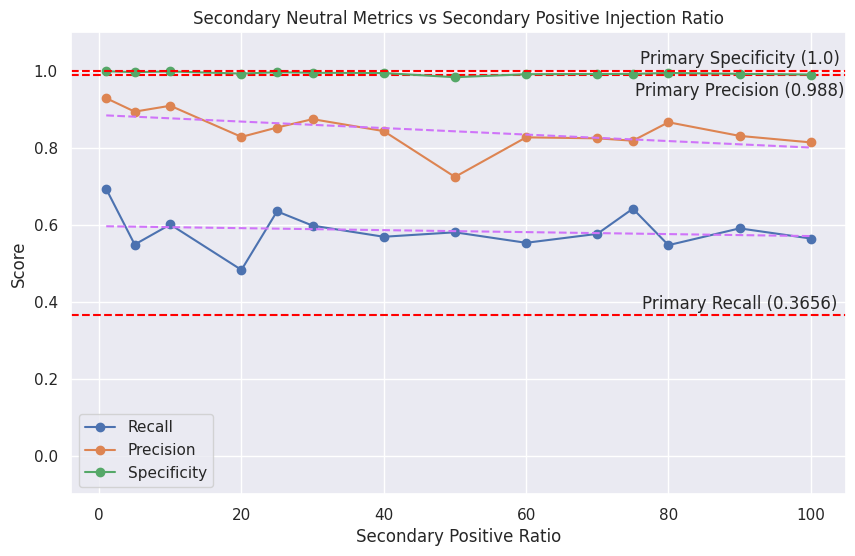 Secondary Neutral Metrics vs Secondary Positive Injection Ratio
Primary Specificity (1.0)
Primary Precision (0.988)
Primary Recall (0.3656)
1.0
0.8
0.6
0.4
0.2
0.0
Score
Recall
Precision
Specificity
0 20 40 60 80 100
Secondary Positive Ratio